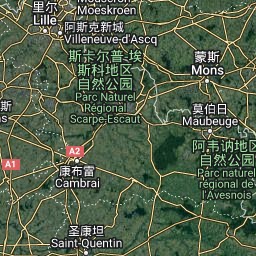 里尔
Lille
Mouscron
Moeskroen
阿斯克新城
Villeneuve-d'Ascq
斯卡尔普-埃
斯科地区
自然公园
Parc Naturel
Régional
Scarpe-Escaut
蒙斯
Mons
斯
莫伯日
Maubeuge
A1
A2
康布雷
Cambrai
阿韦讷地区
自然公园
Parc naturel
régional de
l'Avesnois
圣康坦
Saint-Quentin